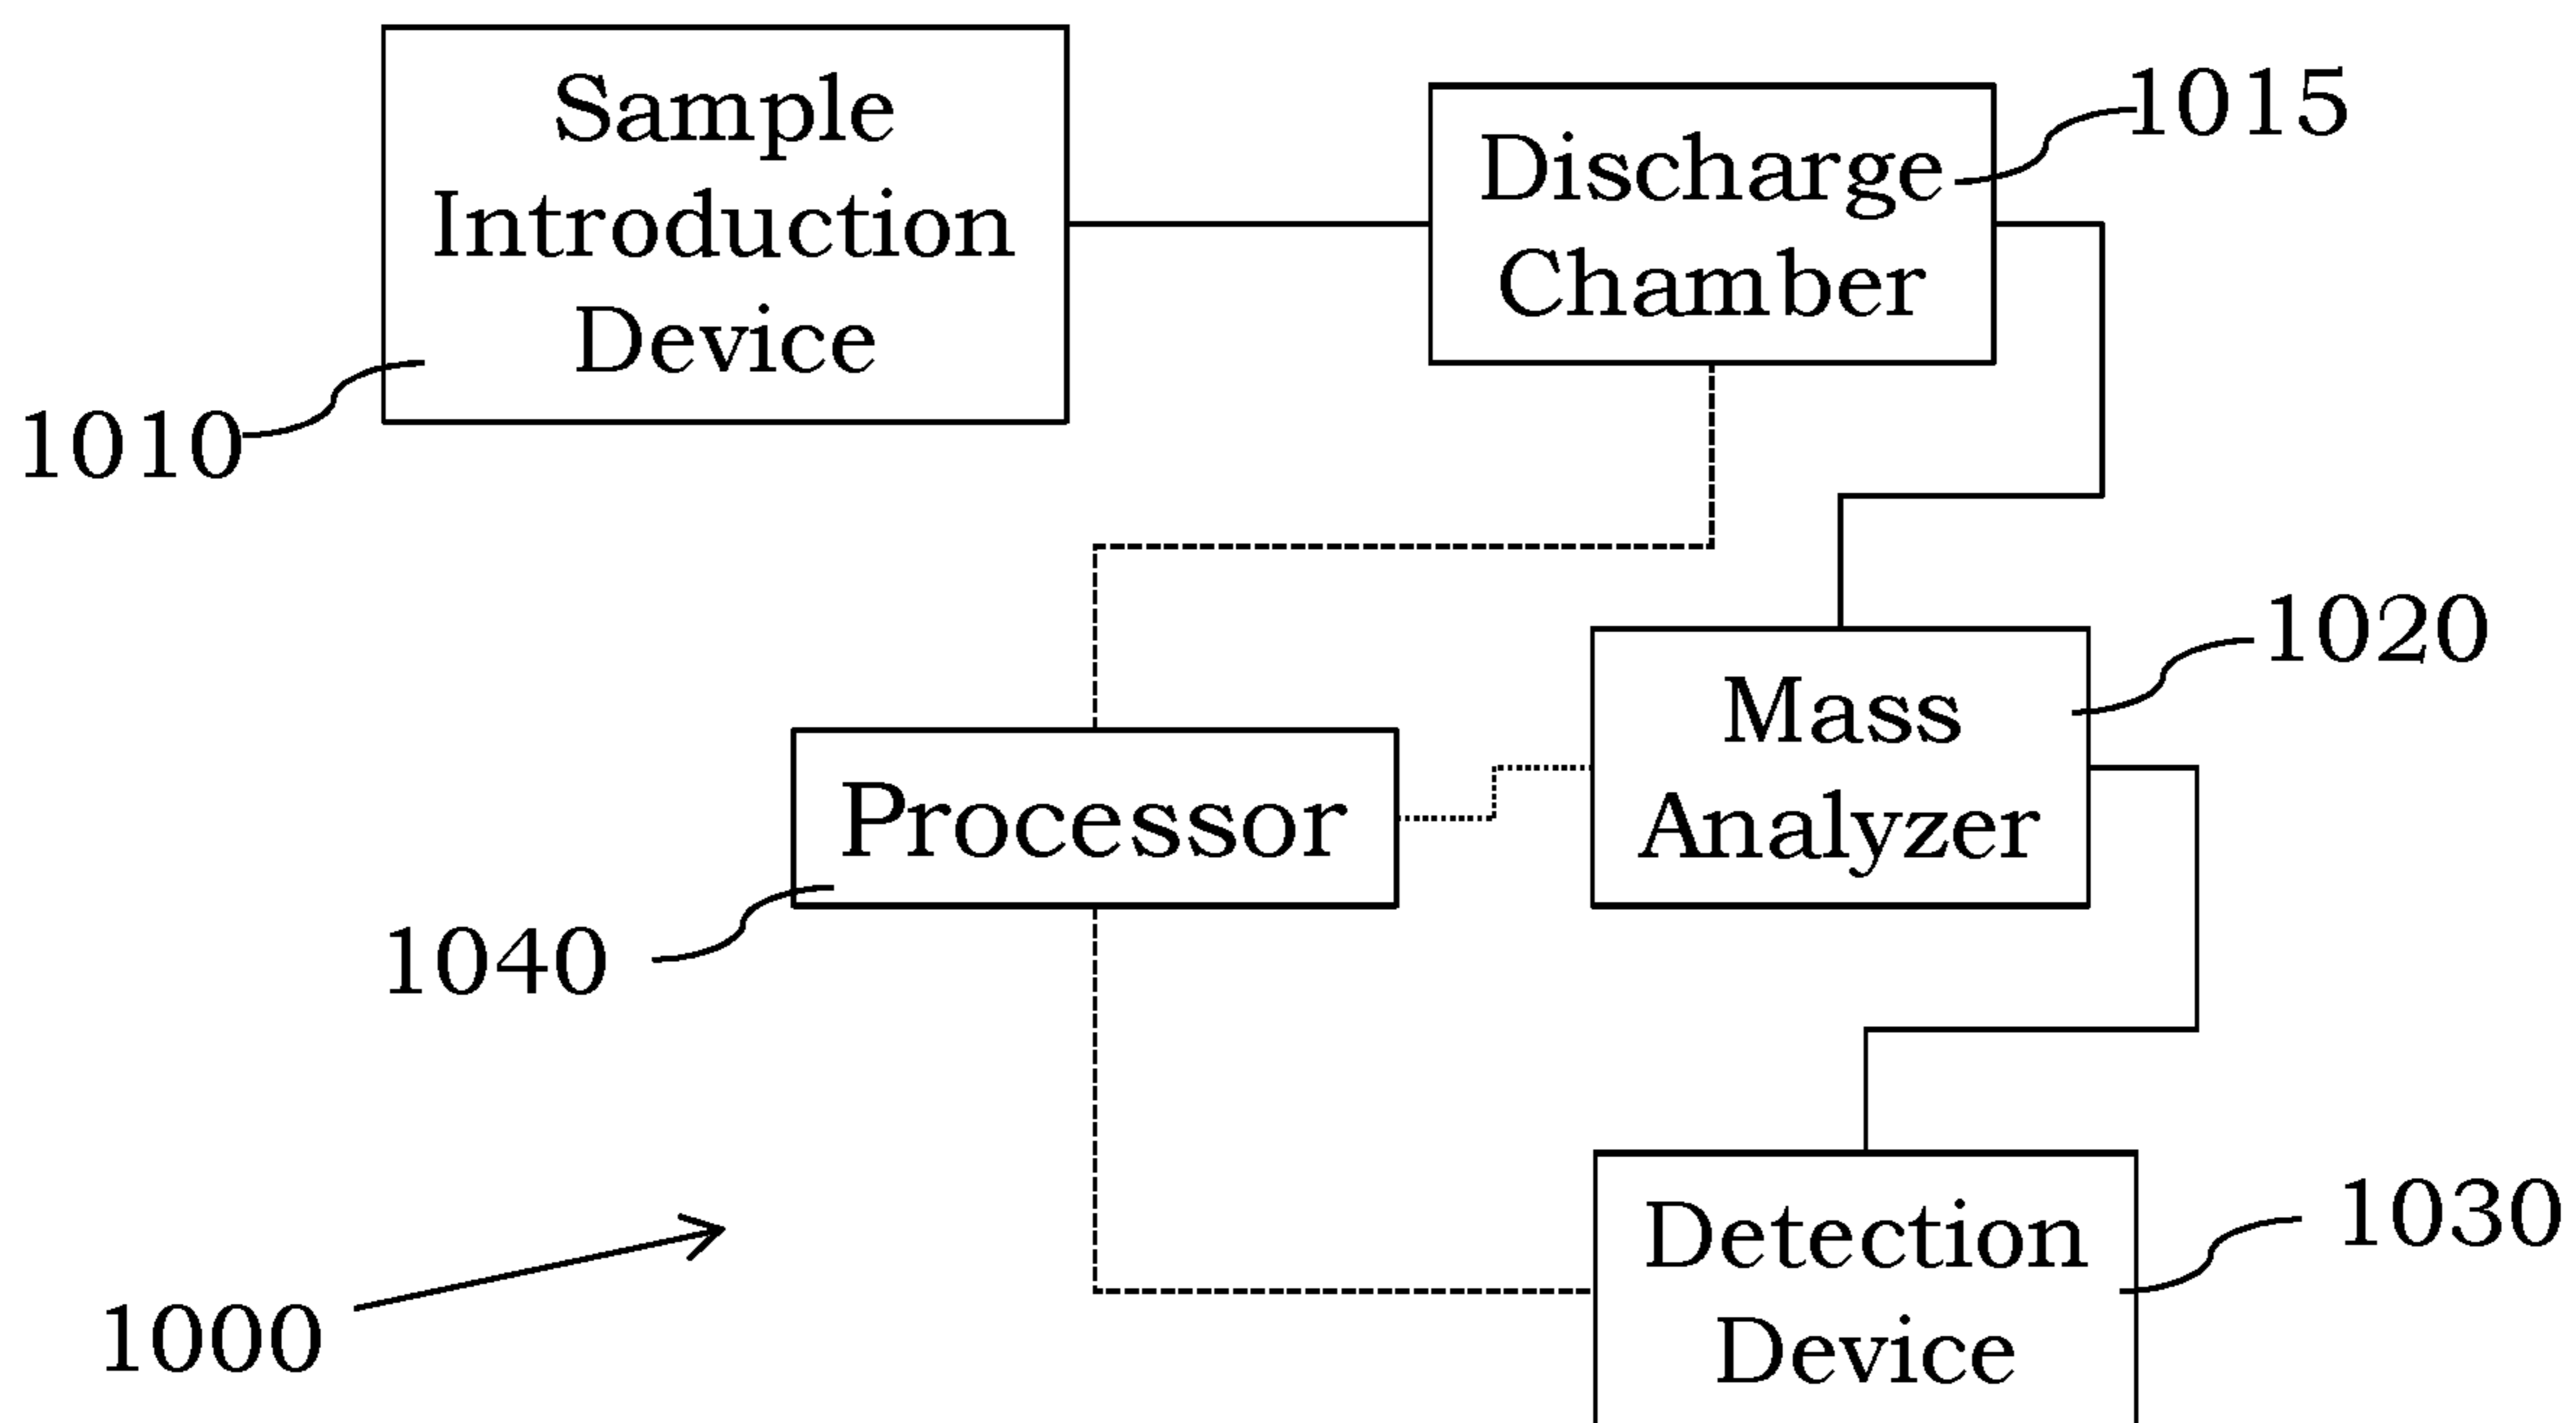 Sample
Introduction
Device
1010
Discharge
Chamber
1015
Mass
Analyzer
1020
Processor
1040
Detection
Device
1030
1000